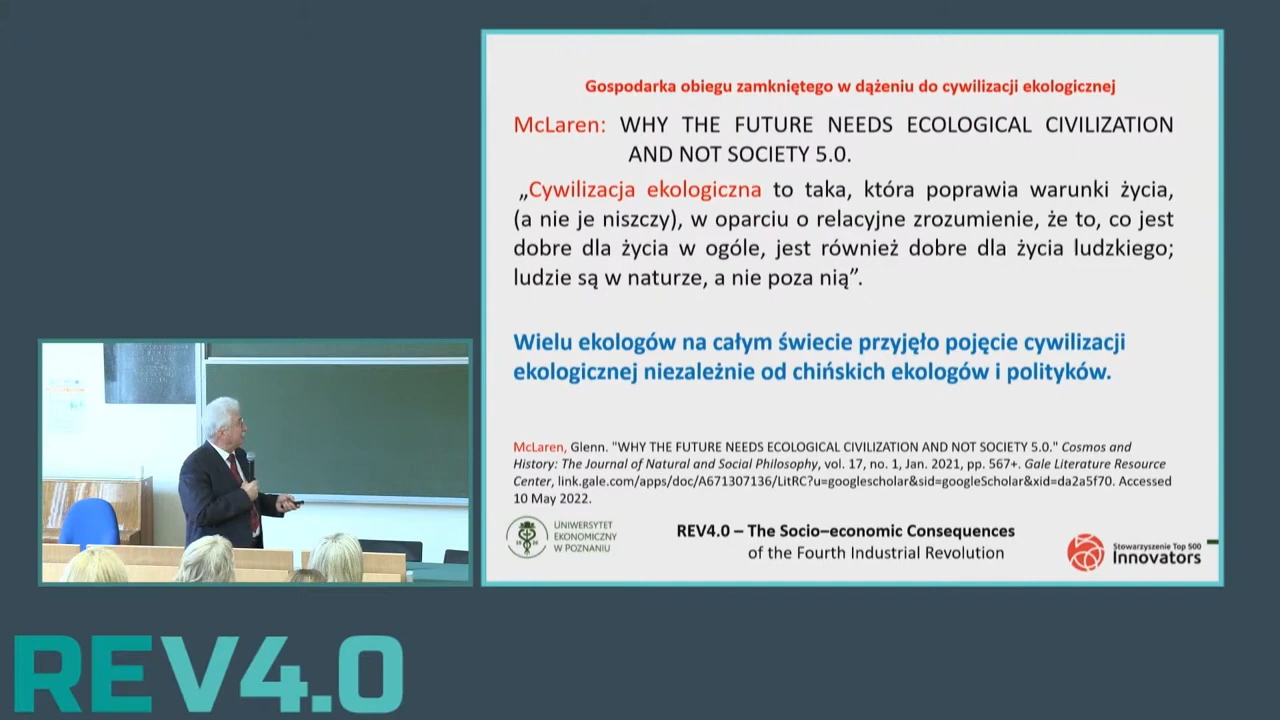 Gospodarka obiegu zamkniętego w dążeniu do cywilizacji ekologicznej
McLaren: WHY THE FUTURE NEEDS ECOLOGICAL CIVILIZATION
AND NOT SOCIETY 5.0.
„Cywilizacja ekologiczna to taka, która poprawia warunki życia,
(a nie je niszczy), w oparciu o relacyjne zrozumienie, że to, co jest
dobre dla życia w ogóle, jest również dobre dla życia ludzkiego;
ludzie są w naturze, a nie poza nią”.
Wielu ekologów na całym świecie przyjęło pojęcie cywilizacji
ekologicznej niezależnie od chińskich ekologów i polityków.
McLaren, Glenn. "WHY THE FUTURE NEEDS ECOLOGICAL CIVILIZATION AND NOT SOCIETY 5.0." Cosmos and
History: The Journal of Natural and Social Philosophy, vol. 17, no. 1, Jan. 2021, pp. 567+. Gale Literature Resource
Center, link.gale.com/apps/doc/A671307136/LitRC?u=googlescholar&sid=googleScholar&xid=da2a5f70. Accessed
10 May 2022.
UNIWERSYTET
EKONOMICZNY
W POZNANIU
REV4.0 – The Socio–economic Consequences
of the Fourth Industrial Revolution
Stowarzyszenie Top 500
Innovators
REV4.0